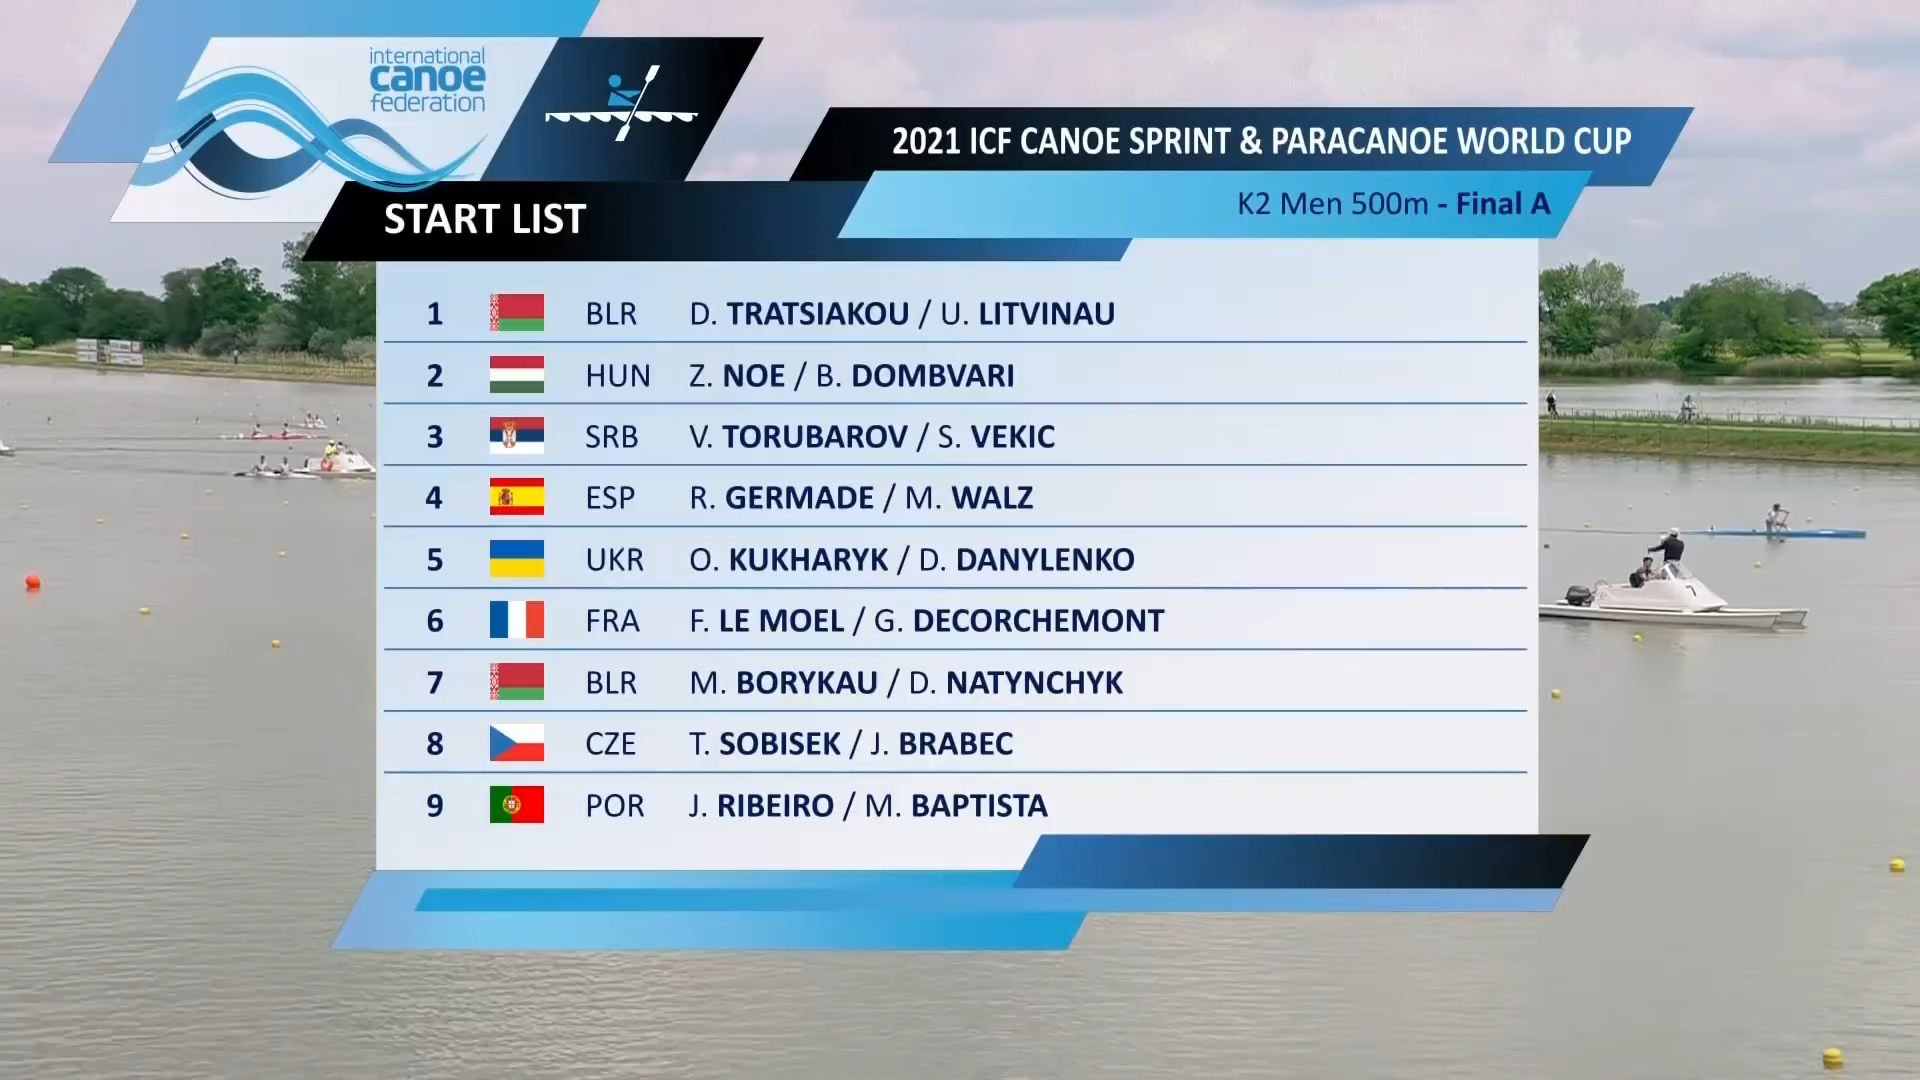 international
canoe
federation
2021 ICF CANOE SPRINT & PARACANOE WORLD CUP
K2 Men 500m - Final A
START LIST
1 BLR D. TRATSIAKOU / U. LITVINAU
2 HUN Z. NOE / B. DOMBVARI
3 SRB V. TORUBAROV / S. VEKIC
4 ESP R. GERMADE / M. WALZ
5 UKR O. KUKHARYK / D. DANYLENKO
6 FRA F. LE MOEL / G. DECORCHEMONT
7 BLR M. BORYKAU / D. NATYNCHYK
8 CZE T. SOBISEK / J. BRABEC
9 POR J. RIBEIRO / M. BAPTISTA
7